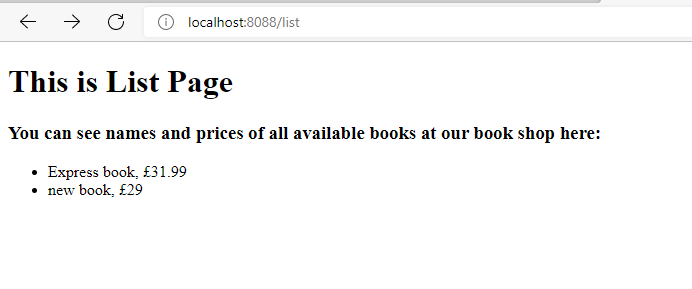 localhost:8088/list
This is List Page
You can see names and prices of all available books at our book shop here:
• Express book, £31.99
• new book, £29